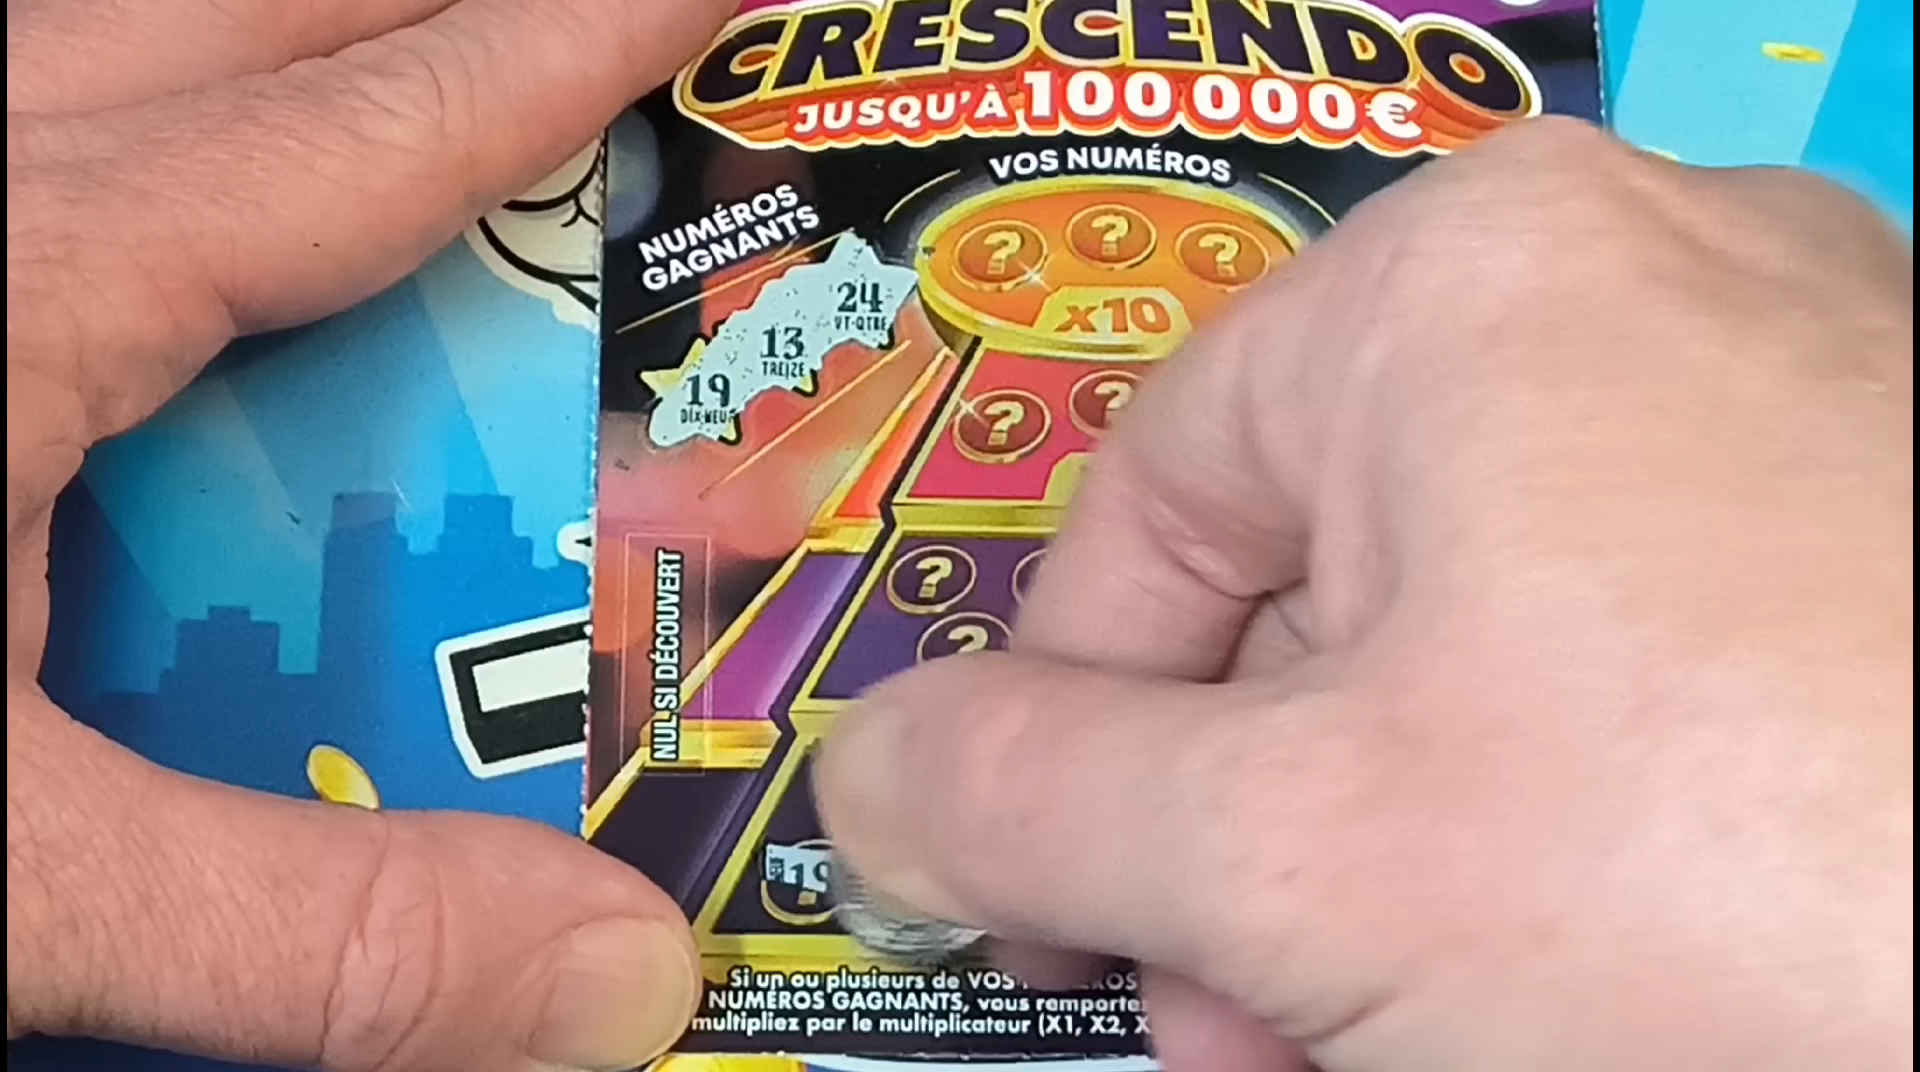 CRESCENDO
JUSQU'À 100 000 €
VOS NUMÉROS
NUMÉROS
GAGNANTS
24
VT-QTRE
13
TREIZE
19
DIX-NEUF
? ? ?
x10
? ?
?
?
NUL SI DÉCOUVERT
19
Si un ou plusieurs de VOS
NUMÉROS GAGNANTS, vous
multipliez par le multiplicateur (X1, X2, X